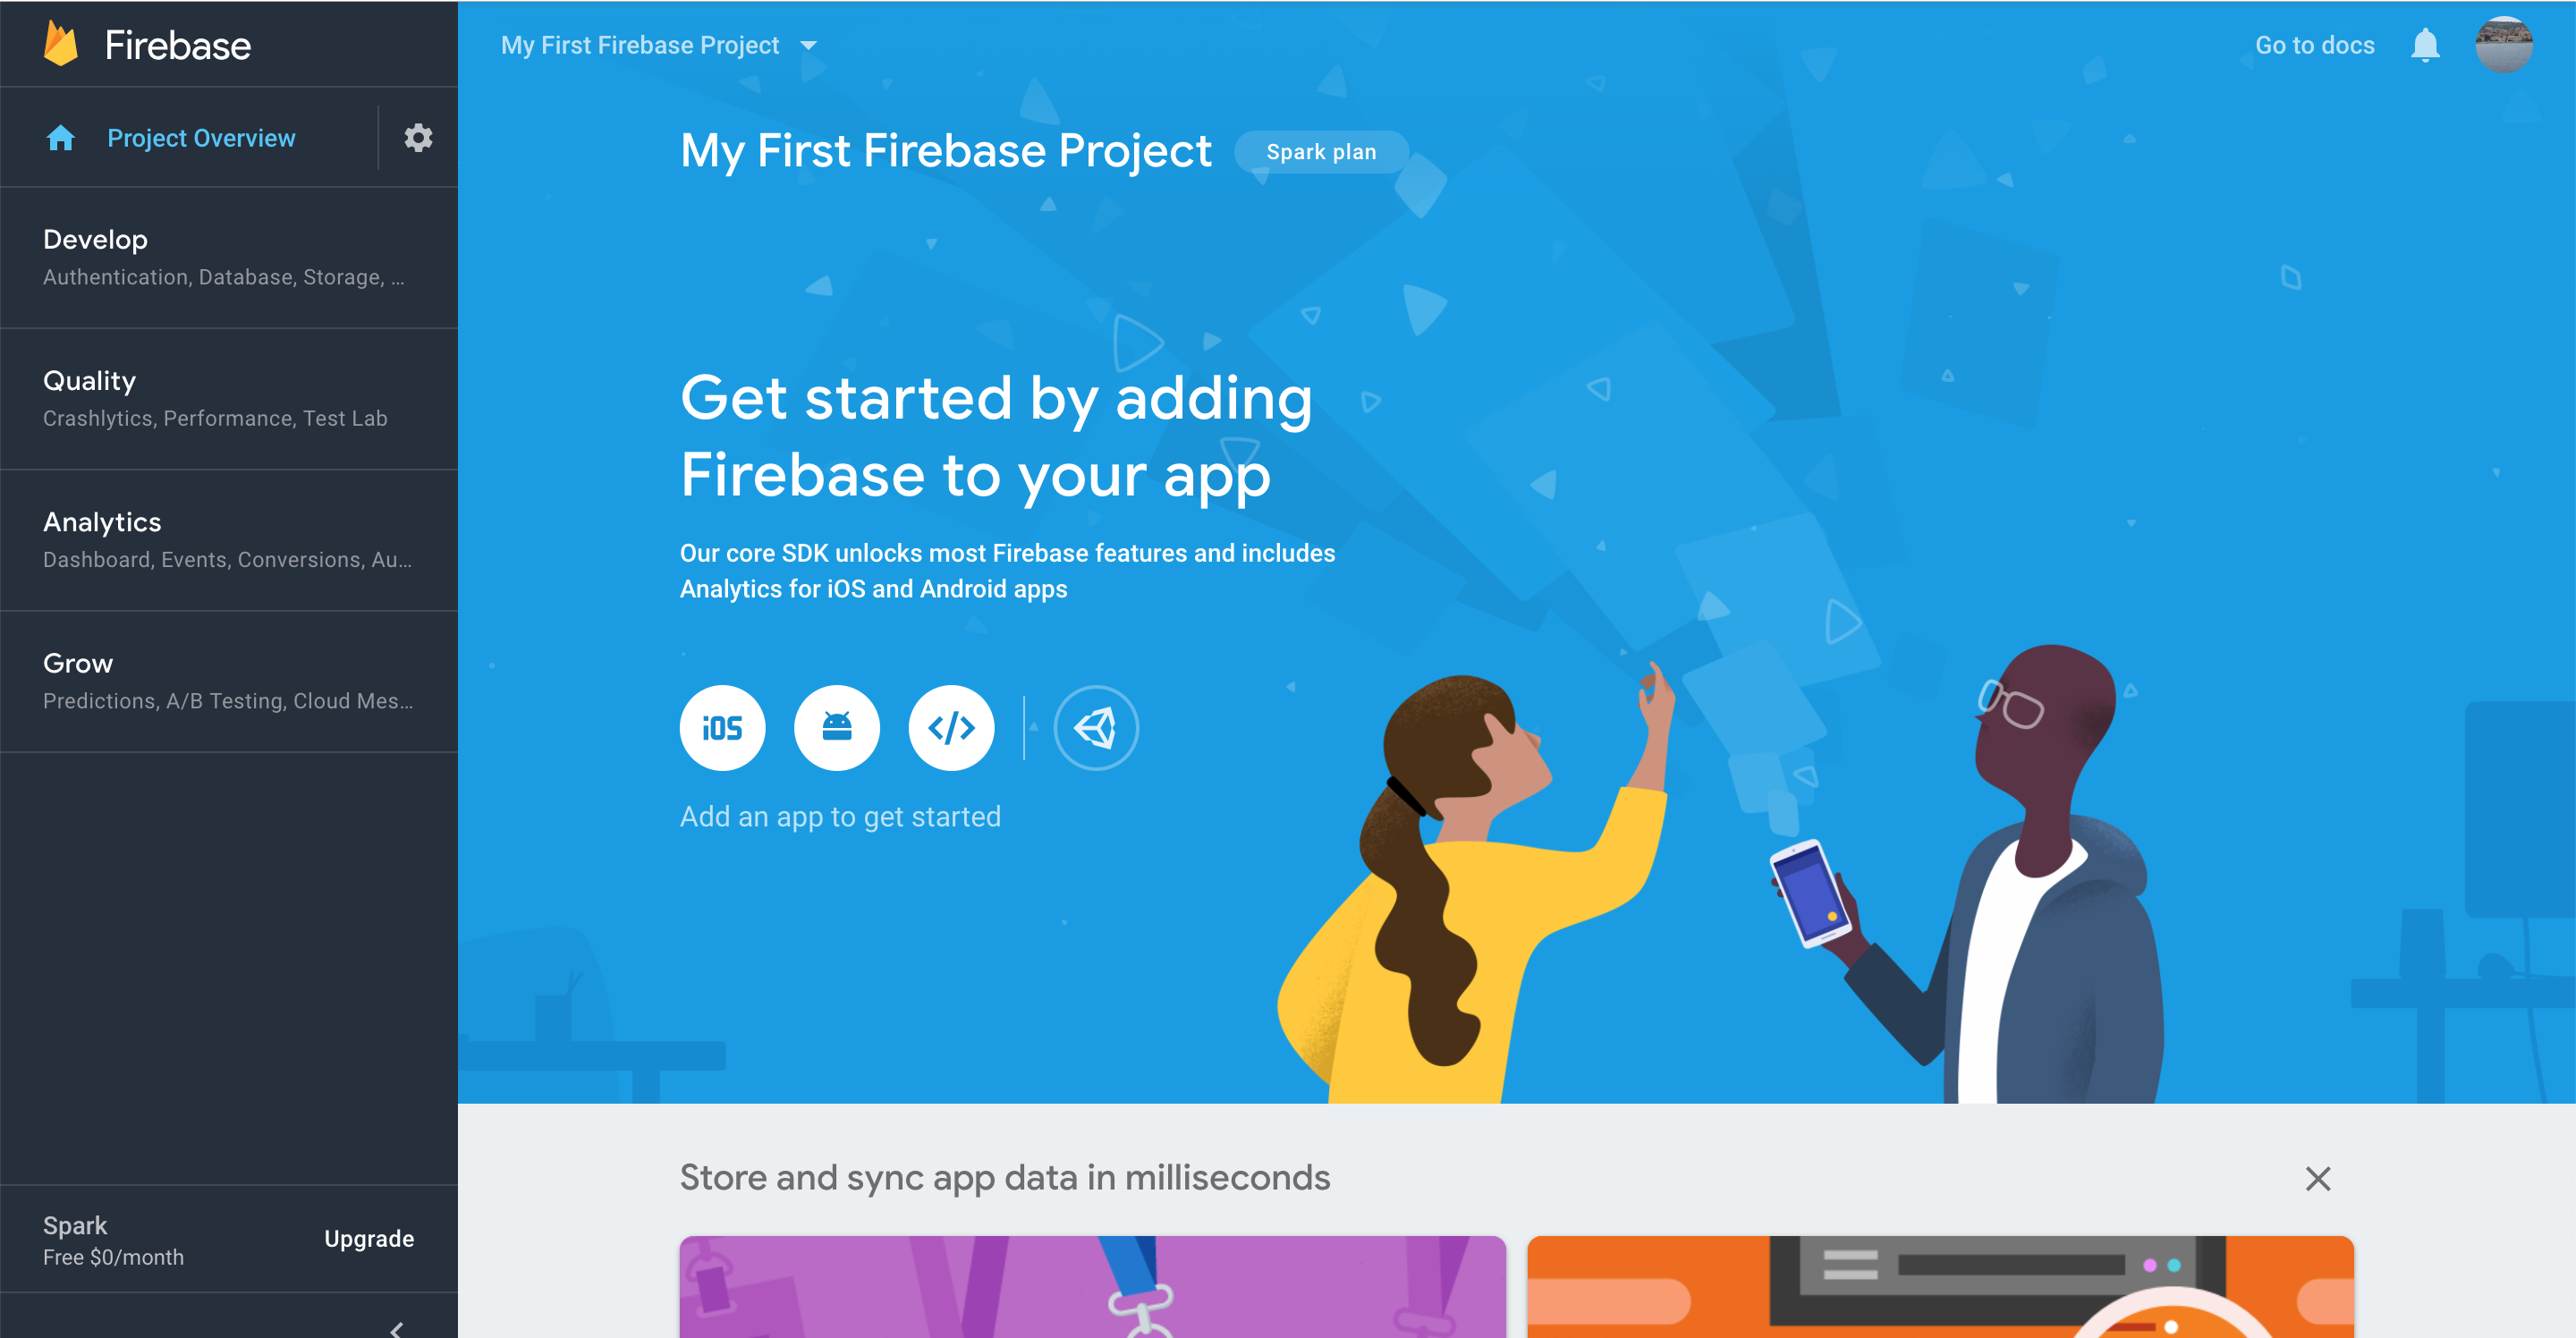 Firebase
Project Overview
Develop
Authentication, Database, Storage, ...
Quality
Crashlytics, Performance, Test Lab
Analytics
Dashboard, Events, Conversions, Au...
Grow
Predictions, A/B Testing, Cloud Mes...
Spark
Free $0/month
Upgrade
My First Firebase Project
Go to docs
My First Firebase Project
Spark plan
Get started by adding
Firebase to your app
Our core SDK unlocks most Firebase features and includes
Analytics for iOS and Android apps
iOS
Add an app to get started
Store and sync app data in milliseconds